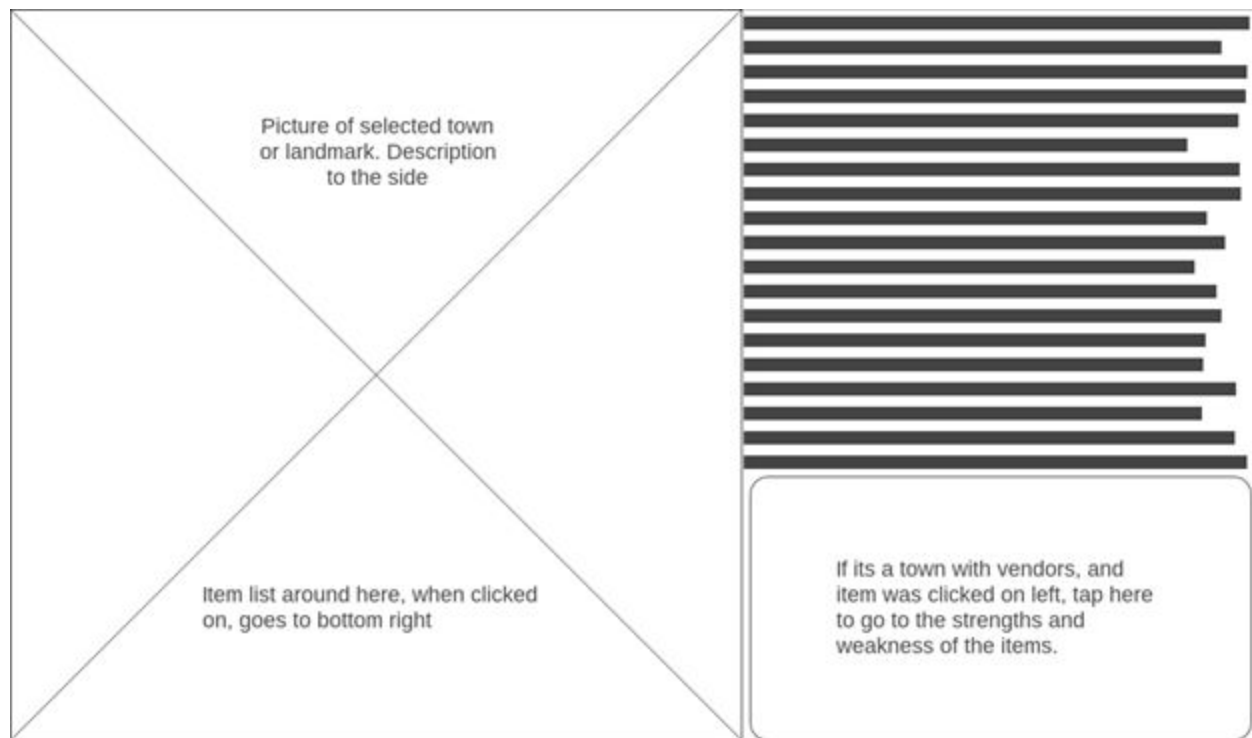 Picture of selected town
or landmark. Description
to the side
Item list around here, when clicked
on, goes to bottom right
If its a town with vendors, and
item was clicked on left, tap here
to go to the strengths and
weakness of the items.